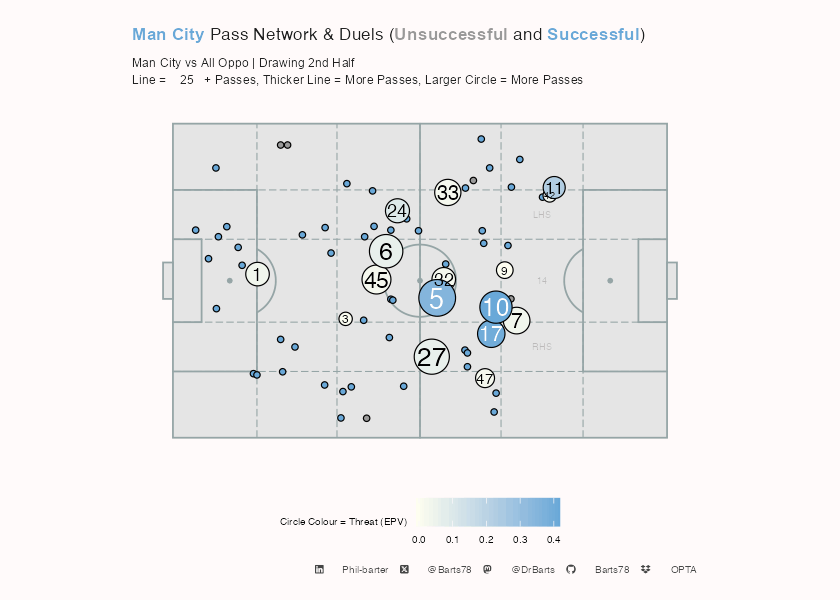 Man City Pass Network & Duels (Unsuccessful and Successful)
Man City vs All Oppo | Drawing 2nd Half
Line = 25 + Passes, Thicker Line = More Passes, Larger Circle = More Passes
11
33
42
24
LHS
6
9
1
45
32
14
5
10
3
7
17
RHS
27
47
Circle Colour = Threat (EPV)
0.0 0.1 0.2 0.3 0.4
Phil-barter @Barts78 @DrBarts Barts78 OPTA